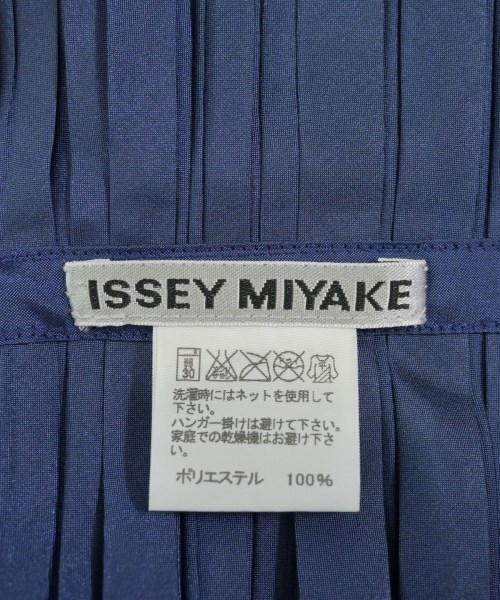 ISSEY MIYAKE
弱
30
洗濯時にはネットを使用して
下さい。
ハンガー掛けは避けて下さい。
家庭での乾燥機はお避け下さ
い。
ポリエステル 100%